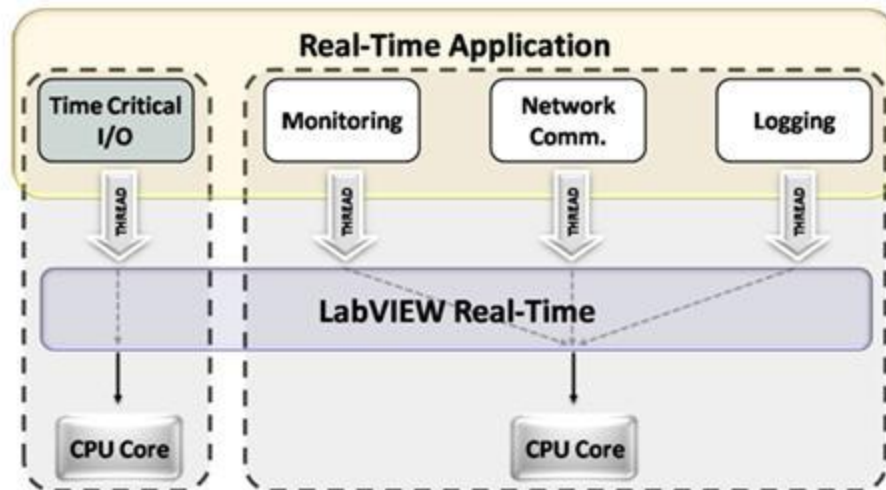 Real-Time Application
Time Critical
I/O
Monitoring
Network
Comm.
Logging
THREAD
THREAD
THREAD
THREAD
LabVIEW Real-Time
CPU Core
CPU Core